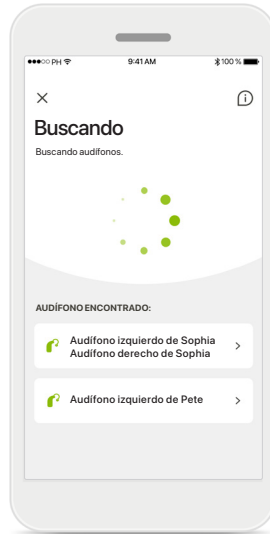 PH 9:41 AM 100 %
Buscando
Buscando audífonos.
AUDÍFONO ENCONTRADO:
Audífono izquierdo de Sophia
Audífono derecho de Sophia
Audífono izquierdo de Pete